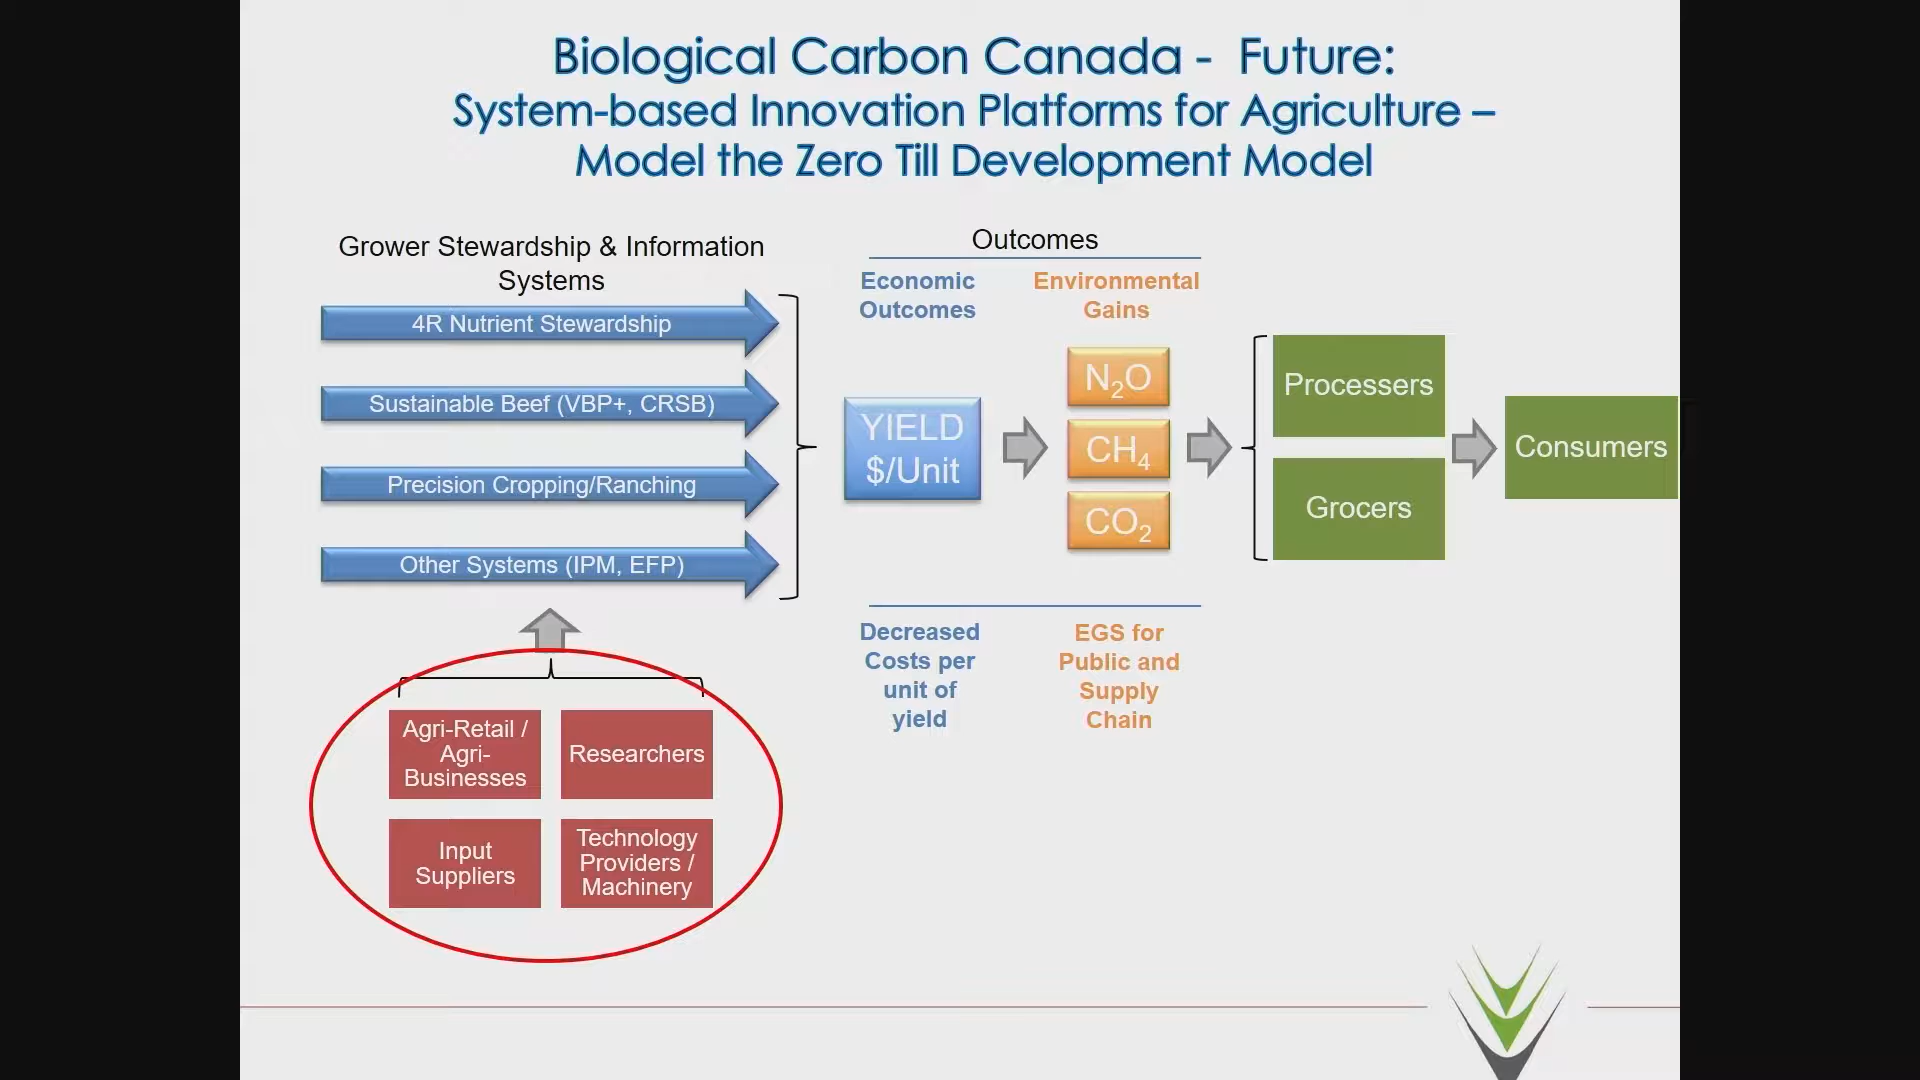 Biological Carbon Canada -  Future:
System-based Innovation Platforms for Agriculture –
Model the Zero Till Development Model
Grower Stewardship & Information
Systems
4R Nutrient Stewardship
Sustainable Beef (VBP+, CRSB)
Precision Cropping/Ranching
Other Systems (IPM, EFP)
Agri-Retail /
Agri-
Businesses
Researchers
Input
Suppliers
Technology
Providers /
Machinery
Outcomes
Economic
Outcomes
Environmental
Gains
YIELD
$/Unit
N₂O
CH₄
CO₂
Decreased
Costs per
unit of
yield
EGS for
Public and
Supply
Chain
Processers
Grocers
Consumers